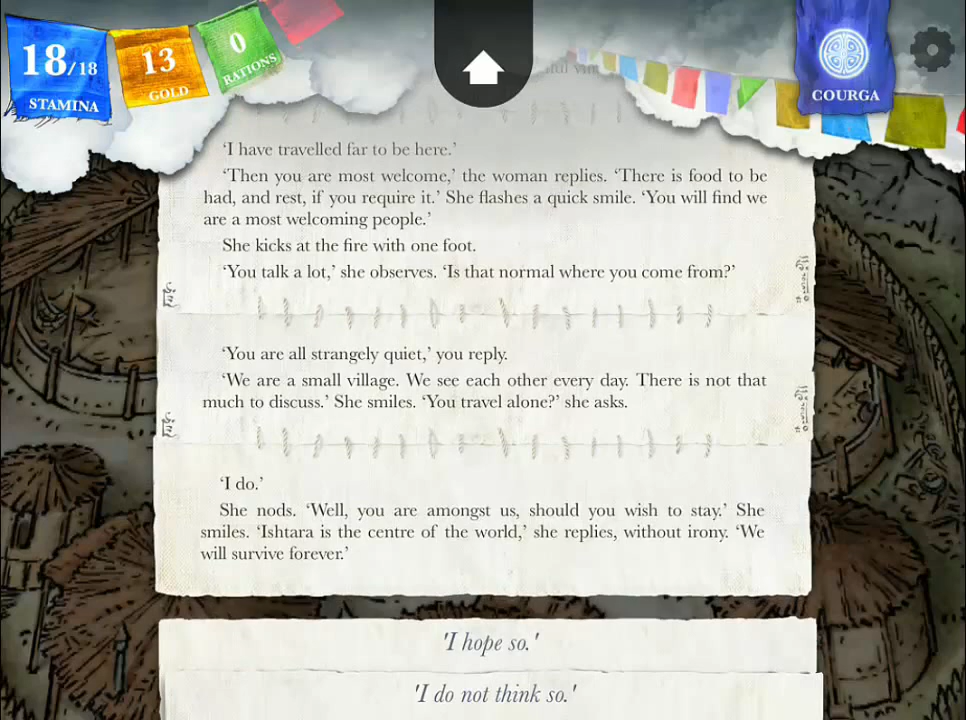 18/18
STAMINA
13
GOLD
0
RATIONS
COURGA
‘I have travelled far to be here.’
‘Then you are most welcome,’ the woman replies. ‘There is food to be
had, and rest, if you require it.’ She flashes a quick smile. ‘You will find we
are a most welcoming people.’
She kicks at the fire with one foot.
‘You talk a lot,’ she observes. ‘Is that normal where you come from?’
‘You are all strangely quiet,’ you reply.
‘We are a small village. We see each other every day. There is not that
much to discuss.’ She smiles. ‘You travel alone?’ she asks.
‘I do.’
She nods. ‘Well, you are amongst us, should you wish to stay.’ She
smiles. ‘Ishtara is the centre of the world,’ she replies, without irony. ‘We
will survive forever.’
'I hope so.'
'I do not think so.'